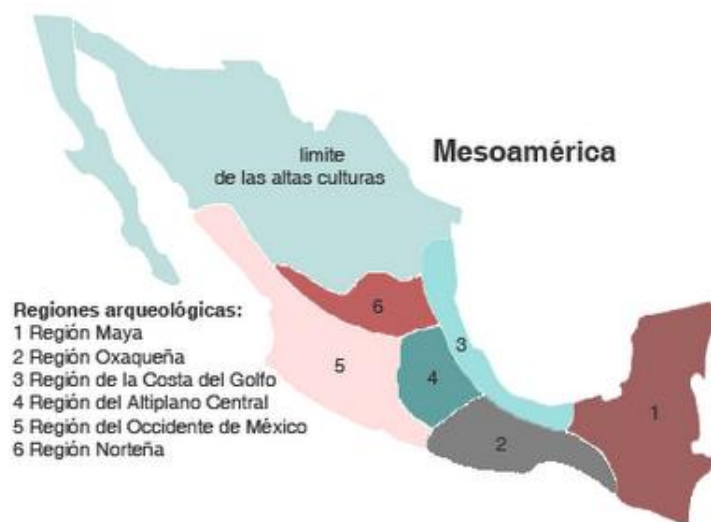 Mesoamérica
limite
de las altas culturas
Regiones arqueológicas:
1 Región Maya
2 Región Oxaqueña
3 Región de la Costa del Golfo
4 Región del Altiplano Central
5 Región del Occidente de México
6 Región Norteña
6
3
5
4
1
2